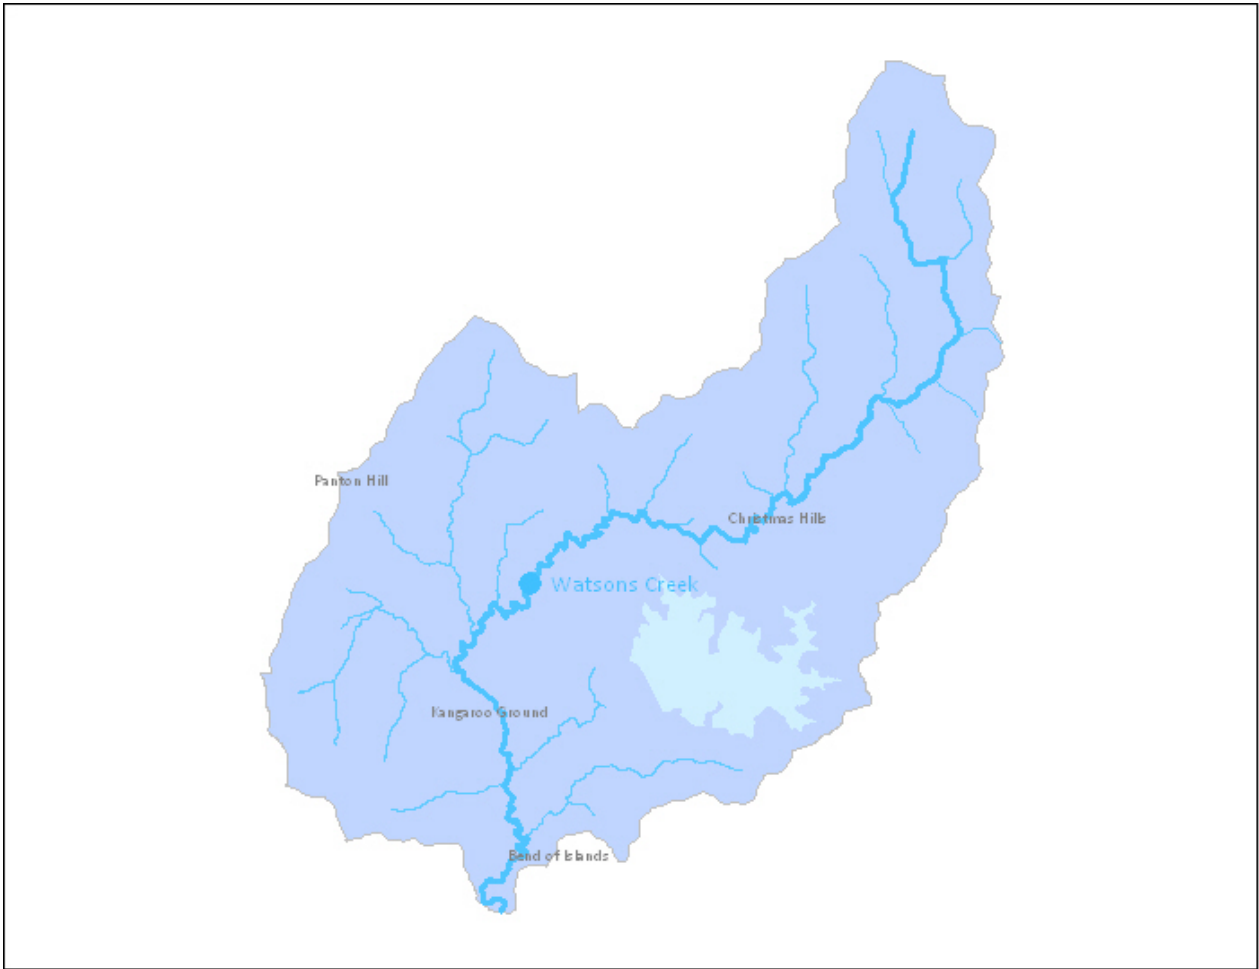 Panton Hill
Christmas Hills
Watsons Creek
Kangaroo Ground
Bend of Islands